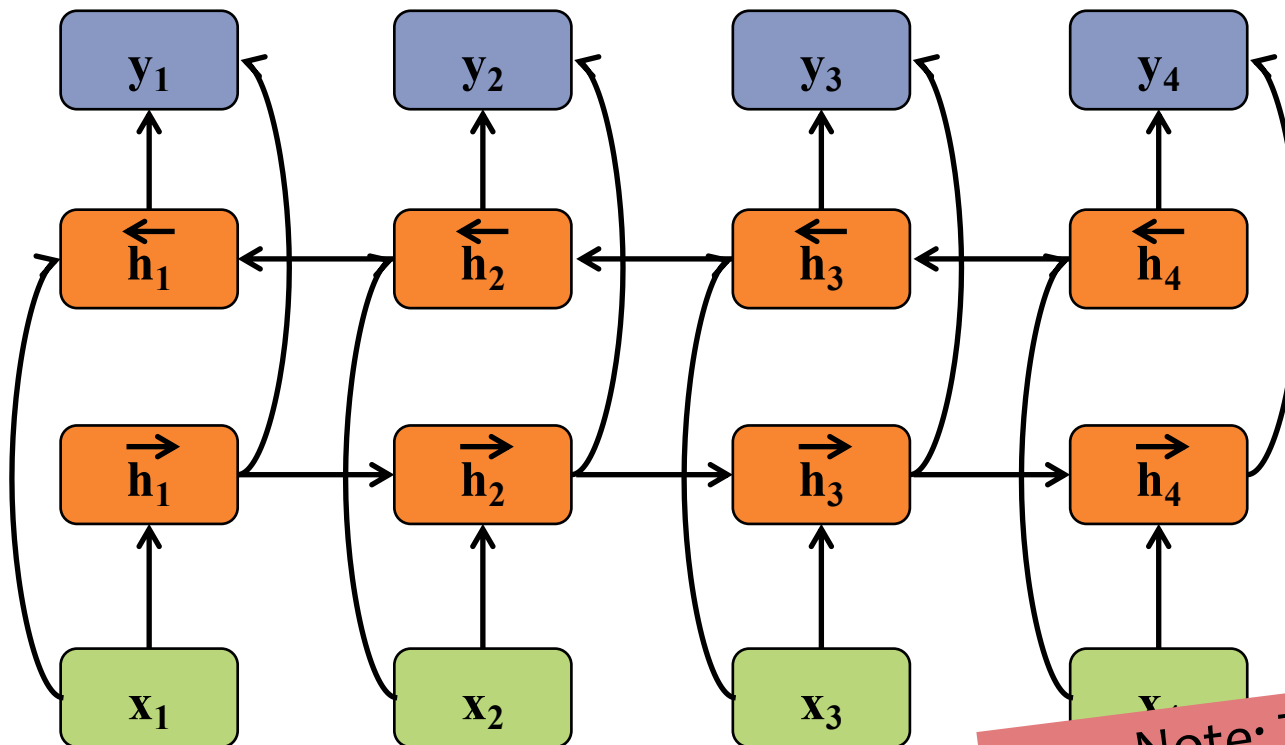 y₁ y₂ y₃ y₄
h₁ h₂ h₃ h₄
h₁ h₂ h₃ h₄
x₁ x₂ x₃
Note: